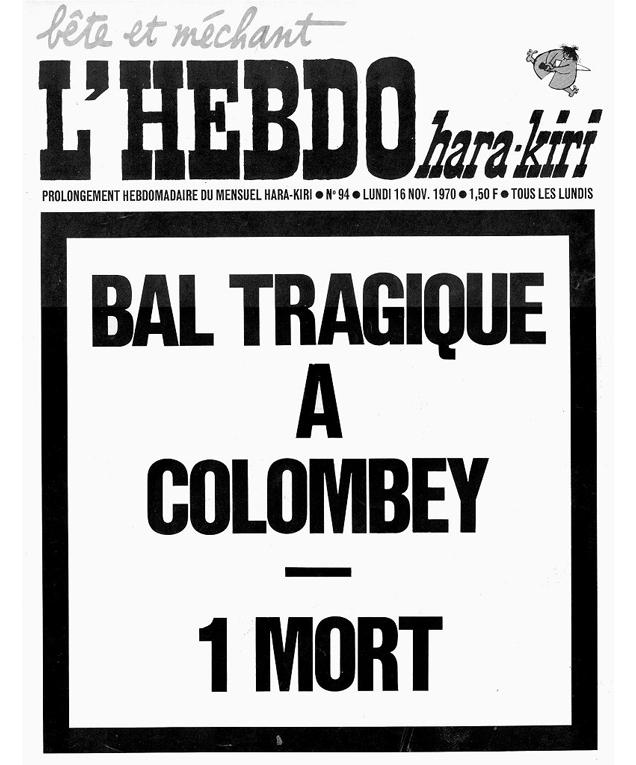 bête et méchant
L'HEBDO hara-kiri
PROLONGEMENT HEBDOMADAIRE DU MENSUEL HARA-KIRI ● N° 94 ● LUNDI 16 NOV. 1970 ● 1,50 F ● TOUS LES LUNDIS
BAL TRAGIQUE
A
COLOMBEY
—
1 MORT